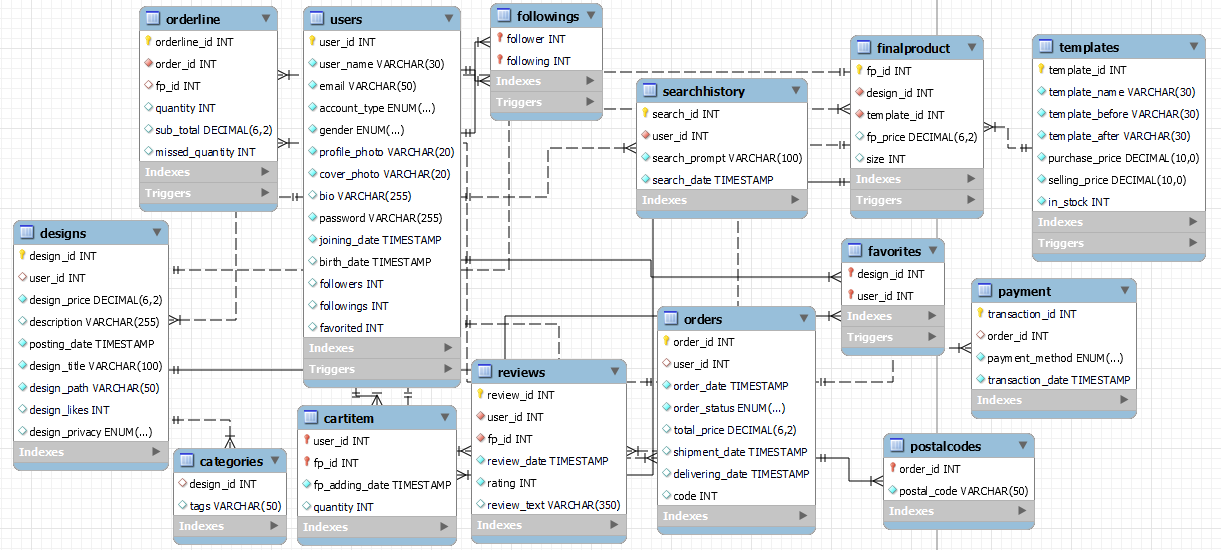 orderline
orderline_id INT
order_id INT
fp_id INT
quantity INT
sub_total DECIMAL(6,2)
missed_quantity INT
Indexes
Triggers
users
user_id INT
user_name VARCHAR(30)
email VARCHAR(50)
account_type ENUM(...)
gender ENUM(...)
profile_photo VARCHAR(20)
cover_photo VARCHAR(20)
bio VARCHAR(255)
password VARCHAR(255)
joining_date TIMESTAMP
birth_date TIMESTAMP
followers INT
followings INT
favorited INT
Indexes
Triggers
followings
follower INT
following INT
Indexes
Triggers
searchhistory
search_id INT
user_id INT
search_prompt VARCHAR(100)
search_date TIMESTAMP
Indexes
finalproduct
fp_id INT
design_id INT
template_id INT
fp_price DECIMAL(6,2)
size INT
Indexes
Triggers
templates
template_id INT
template_name VARCHAR(30)
template_before VARCHAR(30)
template_after VARCHAR(30)
purchase_price DECIMAL(10,0)
selling_price DECIMAL(10,0)
in_stock INT
Indexes
Triggers
designs
design_id INT
user_id INT
design_price DECIMAL(6,2)
description VARCHAR(255)
posting_date TIMESTAMP
design_title VARCHAR(100)
design_path VARCHAR(50)
design_likes INT
design_privacy ENUM(...)
Indexes
favorites
design_id INT
user_id INT
Indexes
Triggers
payment
transaction_id INT
order_id INT
payment_method ENUM(...)
transaction_date TIMESTAMP
Indexes
orders
order_id INT
user_id INT
order_date TIMESTAMP
order_status ENUM(...)
total_price DECIMAL(6,2)
shipment_date TIMESTAMP
delivering_date TIMESTAMP
code INT
Indexes
reviews
review_id INT
user_id INT
fp_id INT
review_date TIMESTAMP
rating INT
review_text VARCHAR(350)
Indexes
cartitem
user_id INT
fp_id INT
fp_adding_date TIMESTAMP
quantity INT
Indexes
categories
design_id INT
tags VARCHAR(50)
Indexes
postalcodes
order_id INT
postal_code VARCHAR(50)
Indexes